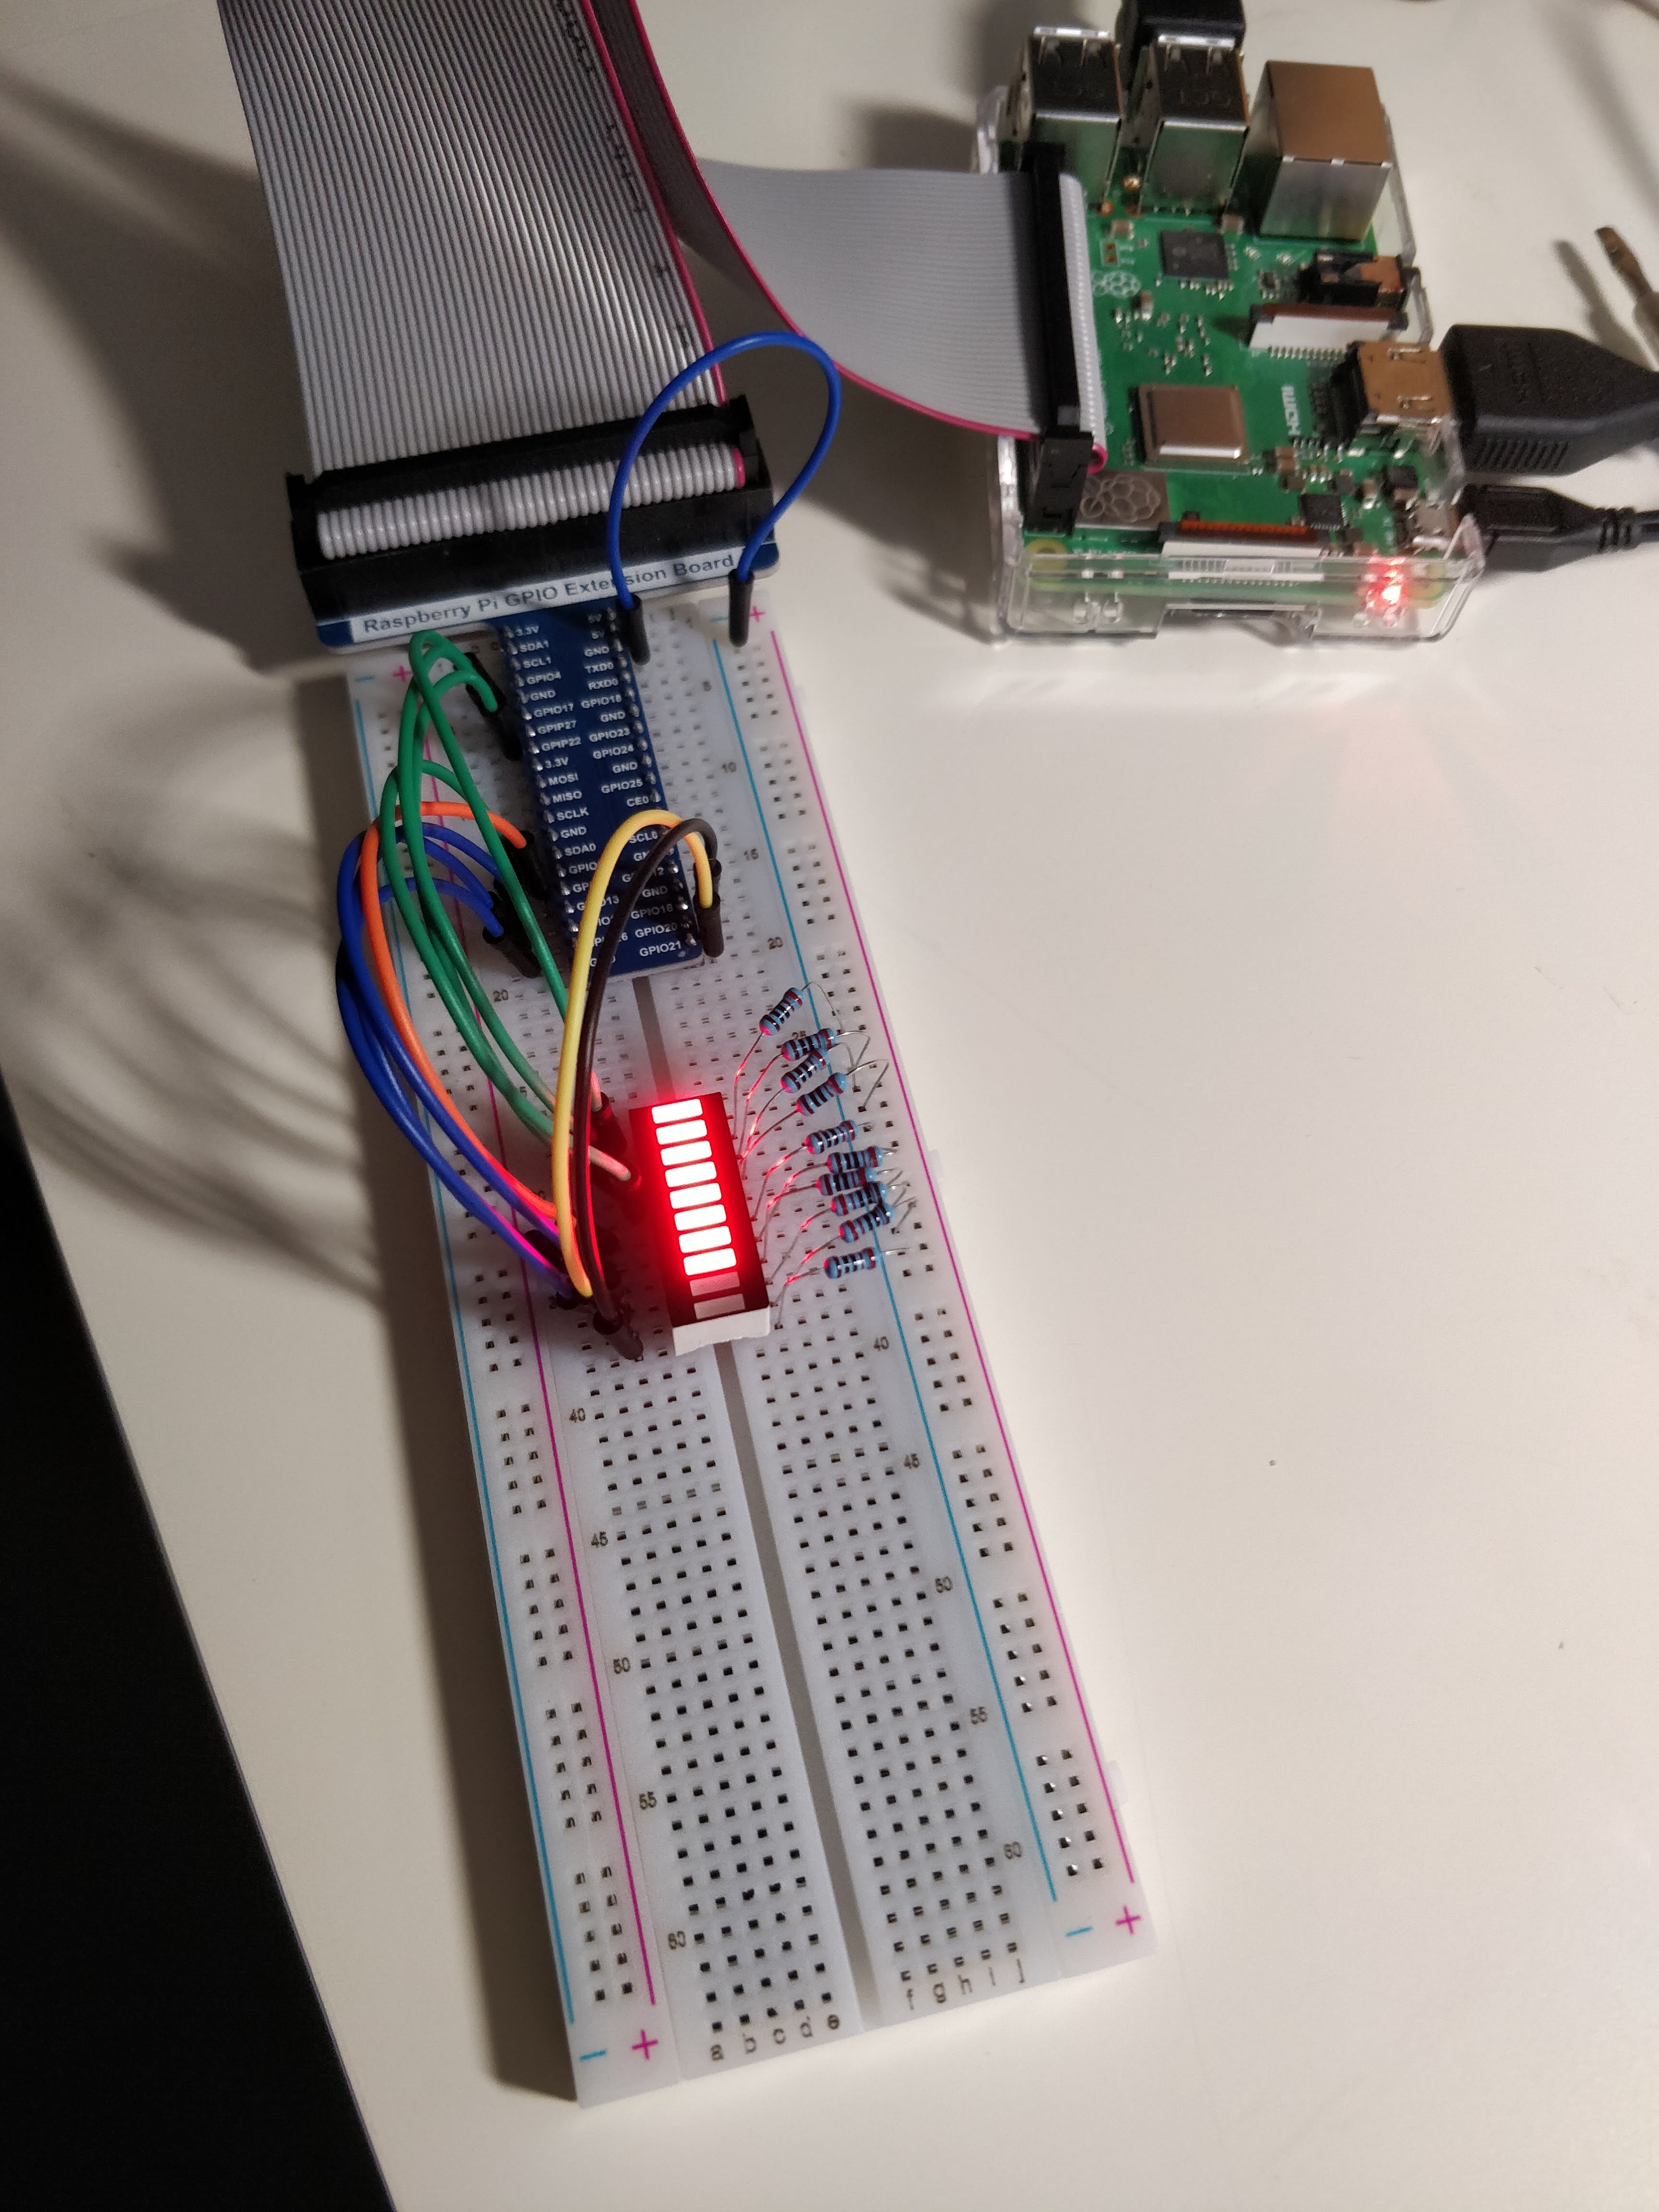 HDMI
Raspberry Pi GPIO Extension Board
- +
- +
3.3V 5V
SDA1 5V
SCL1 GND
GPIO4 TXD0
GND RXD0
GPIO17 GPIO18
GPIP27 GND
GPIP22 GPIO23
3.3V GPIO24
MOSI GND
MISO GPIO25
SCLK CE0
GND
SDA0
GND
GPIO16
GPIO20
GPIO21
5
10
15
20
20
25
40
40
45
45
50
50
55
55
60
60
- +
f g h i j
- +
a b c d e